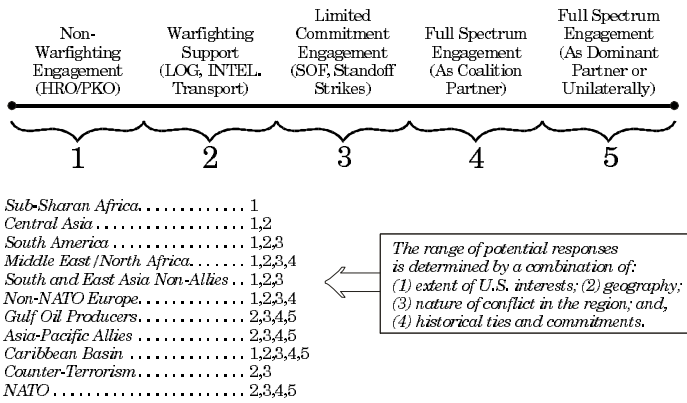 Non-
Warfighting
Engagement
(HRO/PKO)
Warfighting
Support
(LOG, INTEL.
Transport)
Limited
Commitment
Engagement
(SOF, Standoff
Strikes)
Full Spectrum
Engagement
(As Coalition
Partner)
Full Spectrum
Engagement
(As Dominant
Partner or
Unilaterally)
1 2 3 4 5
Sub-Sharan Africa. . . . . . . . . . . . . . 1
Central Asia . . . . . . . . . . . . . . . . . . . 1,2
South America . . . . . . . . . . . . . . . . . 1,2,3
Middle East/North Africa. . . . . . . 1,2,3,4
South and East Asia Non-Allies . . 1,2,3
Non-NATO Europe. . . . . . . . . . . . . . 1,2,3,4
Gulf Oil Producers. . . . . . . . . . . . . . 2,3,4,5
Asia-Pacific Allies . . . . . . . . . . . . . . 2,3,4,5
Caribbean Basin . . . . . . . . . . . . . . . 1,2,3,4,5
Counter-Terrorism. . . . . . . . . . . . . . 2,3
NATO . . . . . . . . . . . . . . . . . . . . . . . . 2,3,4,5
The range of potential responses
is determined by a combination of:
(1) extent of U.S. interests; (2) geography;
(3) nature of conflict in the region; and,
(4) historical ties and commitments.